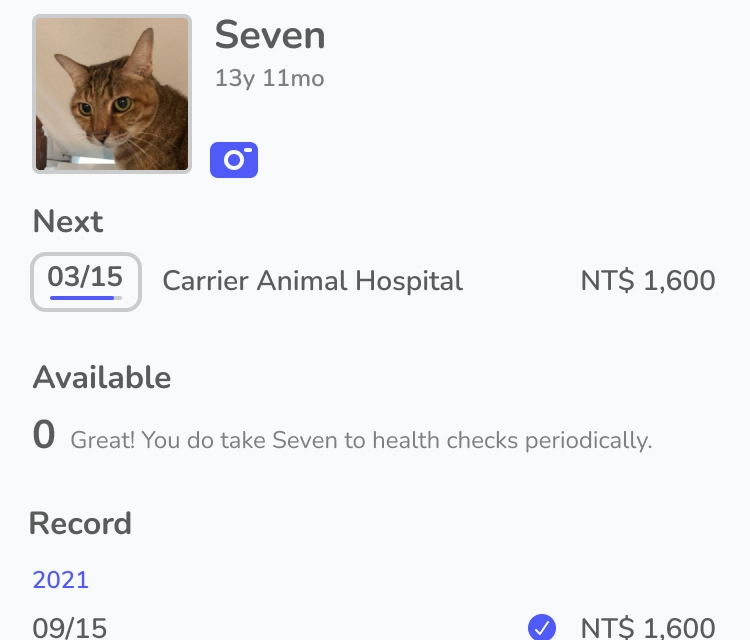 Seven
13y 11mo
Next
03/15 Carrier Animal Hospital NT$ 1,600
Available
0 Great! You do take Seven to health checks periodically.
Record
2021
09/15 NT$ 1,600